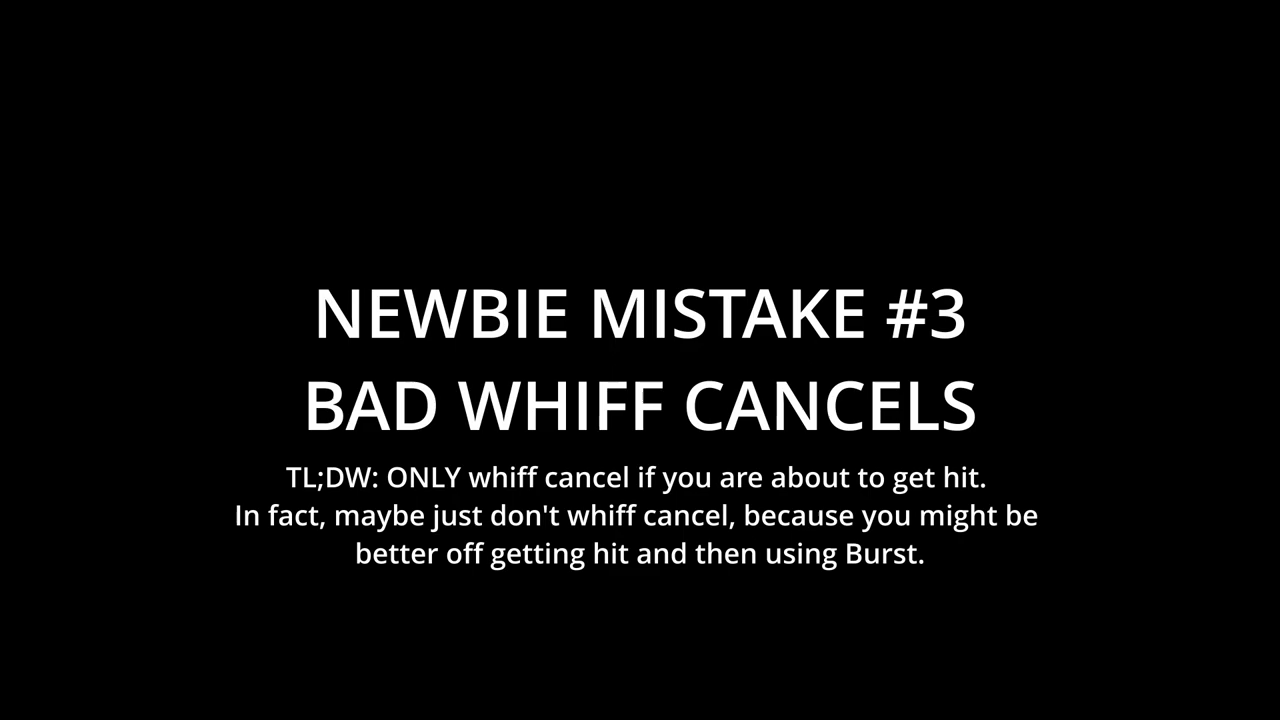 NEWBIE MISTAKE #3
BAD WHIFF CANCELS
TL;DW: ONLY whiff cancel if you are about to get hit.
In fact, maybe just don't whiff cancel, because you might be
better off getting hit and then using Burst.